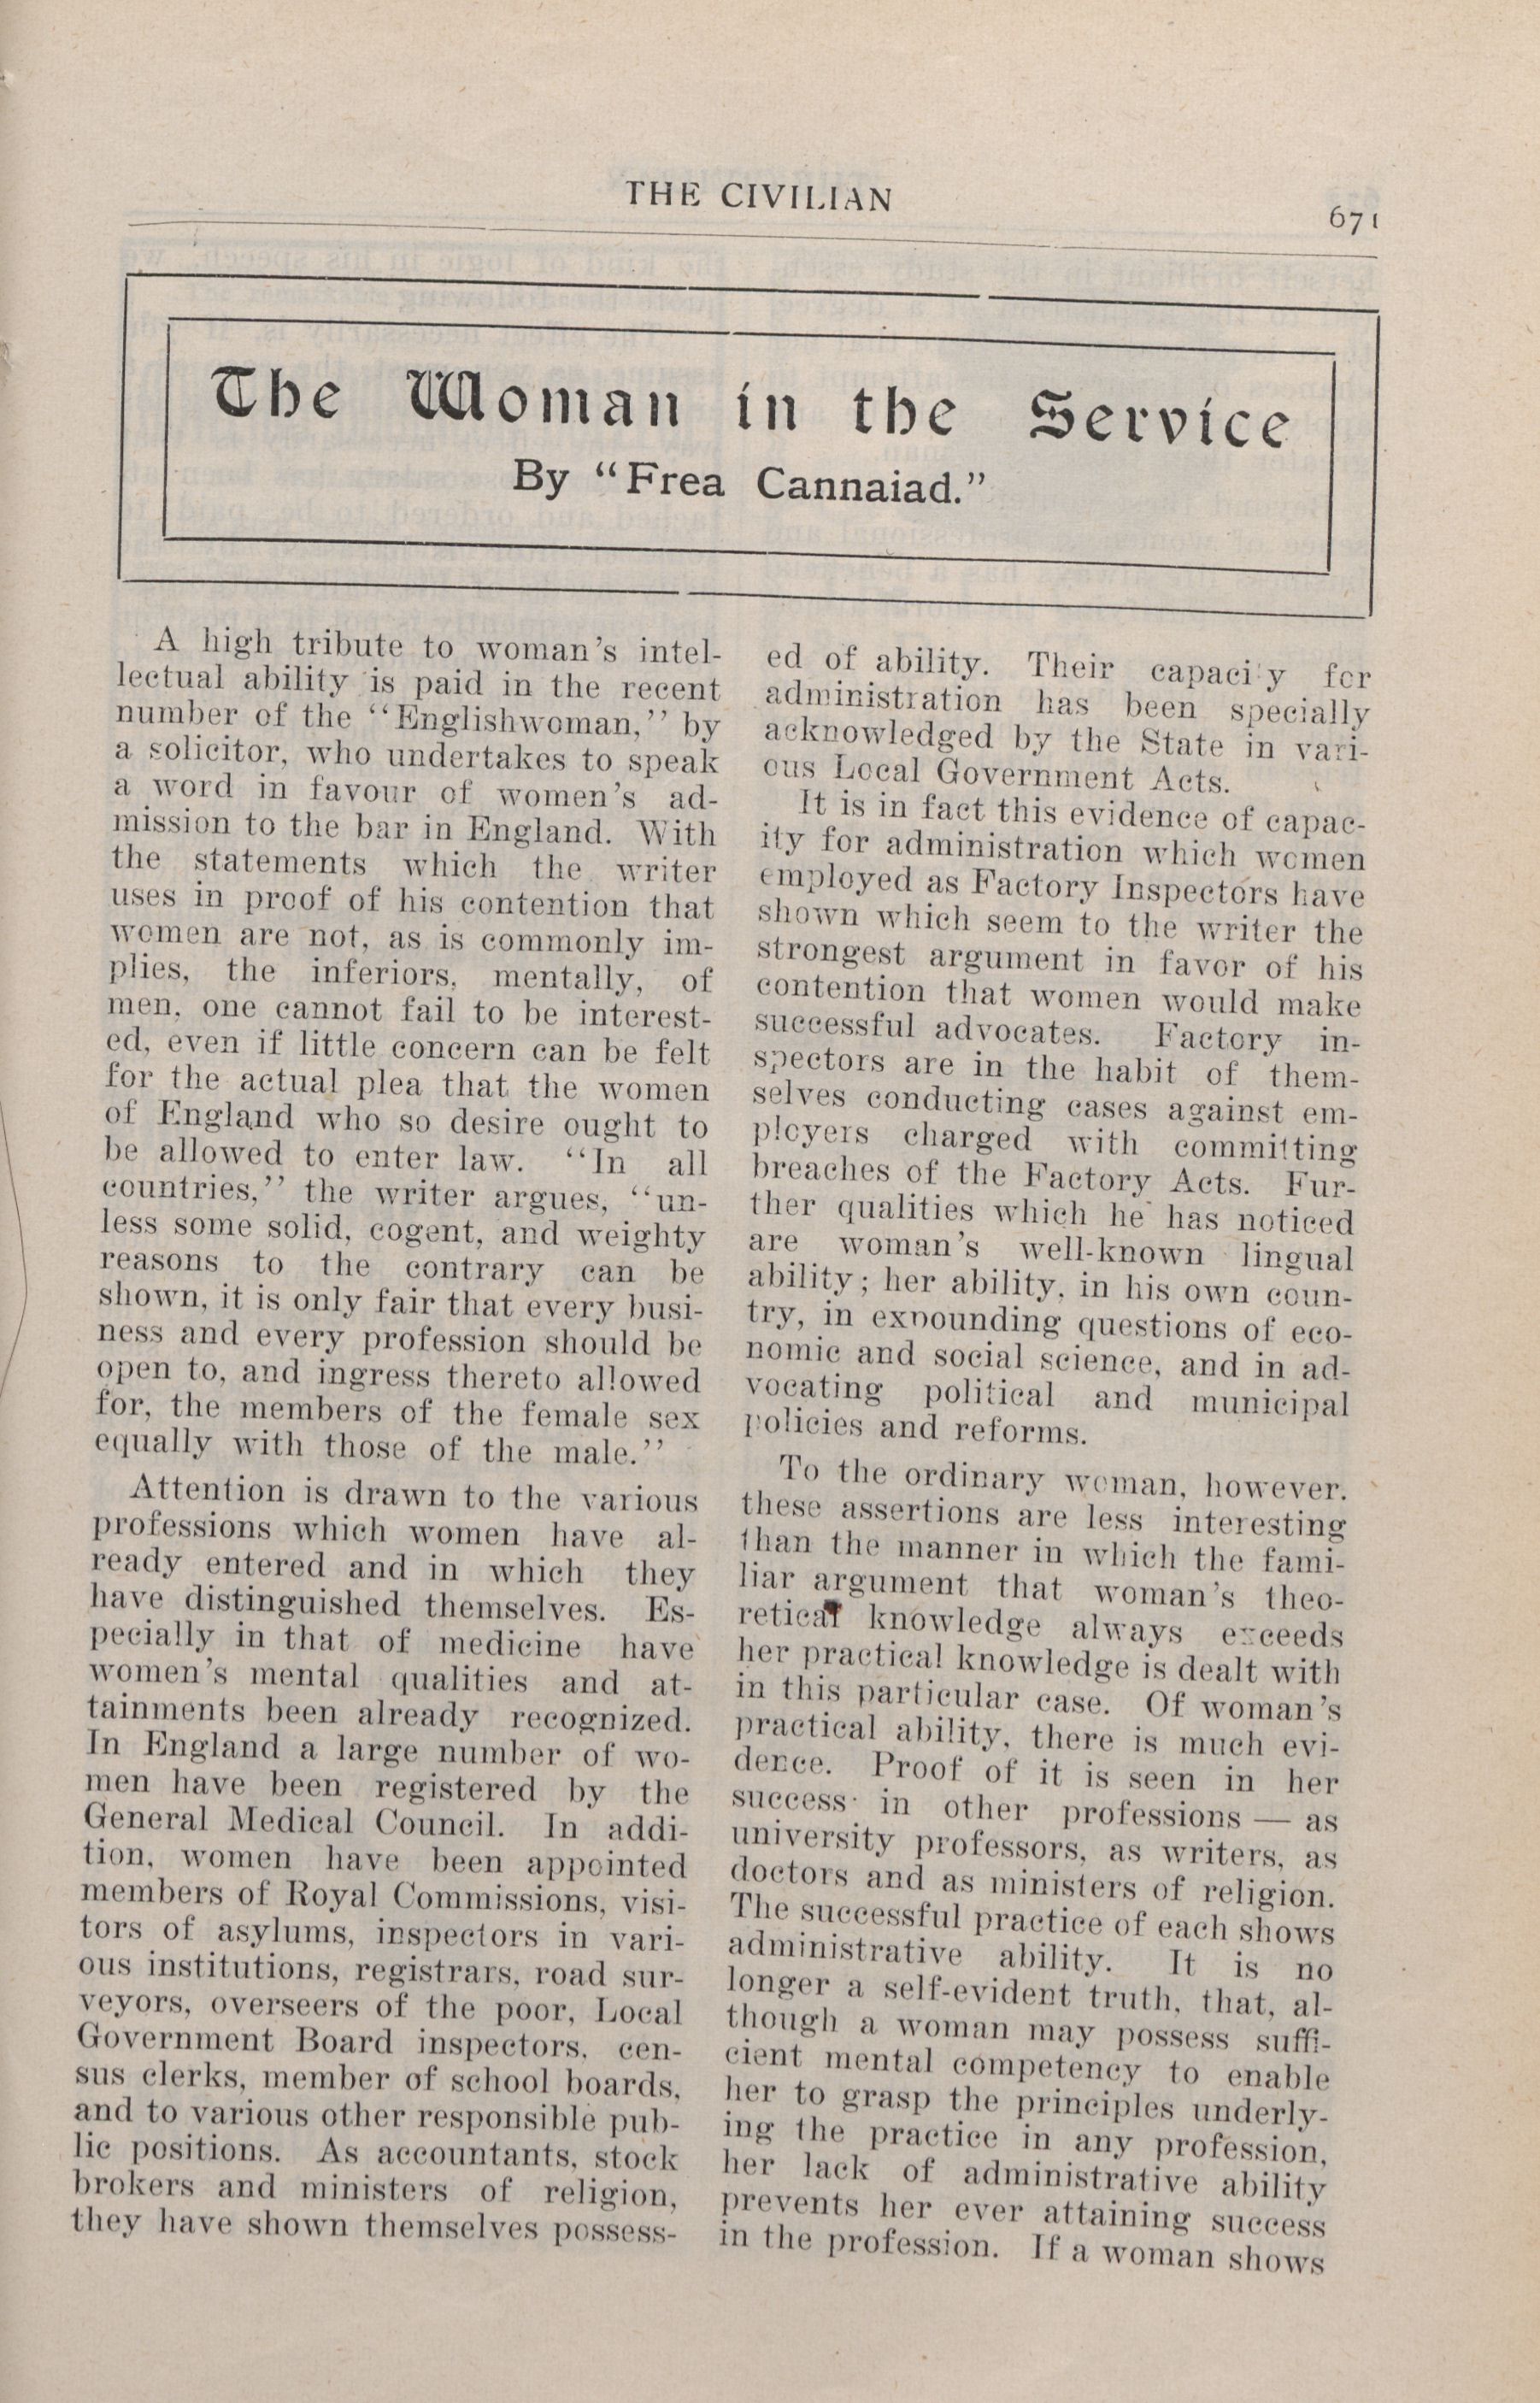 THE CIVILIAN
671
The Woman in the Service
By "Frea Cannaiad."
A high tribute to woman's intel-
lectual ability is paid in the recent
number of the "Englishwoman," by
a solicitor, who undertakes to speak
a word in favour of women's ad-
mission to the bar in England. With
the statements which the writer
uses in proof of his contention that
women are not, as is commonly im-
plies, the inferiors, mentally, of
men, one cannot fail to be interest-
ed, even if little concern can be felt
for the actual plea that the women
of England who so desire ought to
be allowed to enter law. "In all
countries," the writer argues, "un-
less some solid, cogent, and weighty
reasons to the contrary can be
shown, it is only fair that every busi-
ness and every profession should be
open to, and ingress thereto allowed
for, the members of the female sex
equally with those of the male."
Attention is drawn to the various
professions which women have al-
ready entered and in which they
have distinguished themselves. Es-
pecially in that of medicine have
women's mental qualities and at-
tainments been already recognized.
In England a large number of wo-
men have been registered by the
General Medical Council. In addi-
tion, women have been appointed
members of Royal Commissions, visi-
tors of asylums, inspectors in vari-
ous institutions, registrars, road sur-
veyors, overseers of the poor, Local
Government Board inspectors, cen-
sus clerks, member of school boards,
and to various other responsible pub-
lic positions. As accountants, stock
brokers and ministers of religion,
they have shown themselves possess-
ed of ability. Their capacity for
administration has been specially
acknowledged by the State in vari-
ous Local Government Acts.
It is in fact this evidence of capac-
ity for administration which women
employed as Factory Inspectors have
shown which seem to the writer the
strongest argument in favor of his
contention that women would make
successful advocates. Factory in-
spectors are in the habit of them-
selves conducting cases against em-
ployers charged with committing
breaches of the Factory Acts. Fur-
ther qualities which he has noticed
are woman's well-known lingual
ability; her ability, in his own coun-
try, in expounding questions of eco-
nomic and social science, and in ad-
vocating political and municipal
policies and reforms.
To the ordinary woman, however,
these assertions are less interesting
than the manner in which the fami-
liar argument that woman's theo-
retical knowledge always exceeds
her practical knowledge is dealt with
in this particular case. Of woman's
practical ability, there is much evi-
dence. Proof of it is seen in her
success in other professions — as
university professors, as writers, as
doctors and as ministers of religion.
The successful practice of each shows
administrative ability. It is no
longer a self-evident truth, that, al-
though a woman may possess suffi-
cient mental competency to enable
her to grasp the principles underly-
ing the practice in any profession,
her lack of administrative ability
prevents her ever attaining success
in the profession. If a woman shows